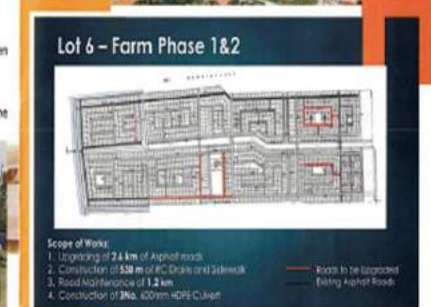 Lot 6 – Farm Phase 1&2
Scope of Works:
1. Upgrading of 2.6 km of Asphalt roads
2. Construction of 538 m of RC Drains and Sidewalk
3. Road Maintenance of 1.2 km
4. Construction of 3No. 600mm HDPE Culvert
Roads to be Upgraded
Existing Asphalt Roads